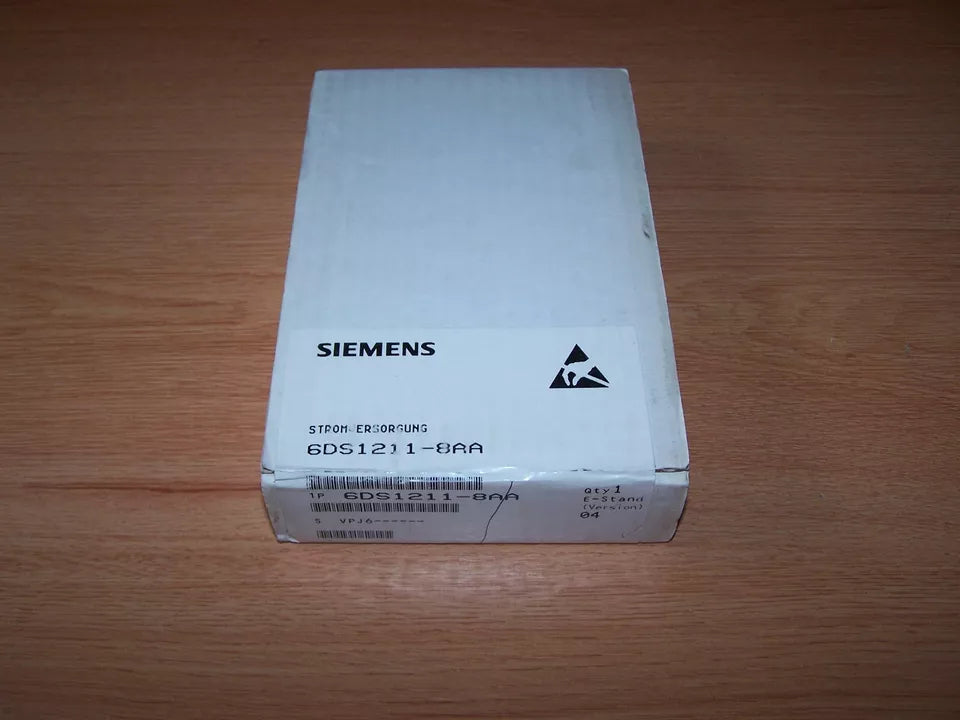 SIEMENS
STROMVERSORGUNG
6DS1211-8AA
1P 6DS1211-8AA
Qty 1
E-Stand
(Version)
04
S VPJ6------